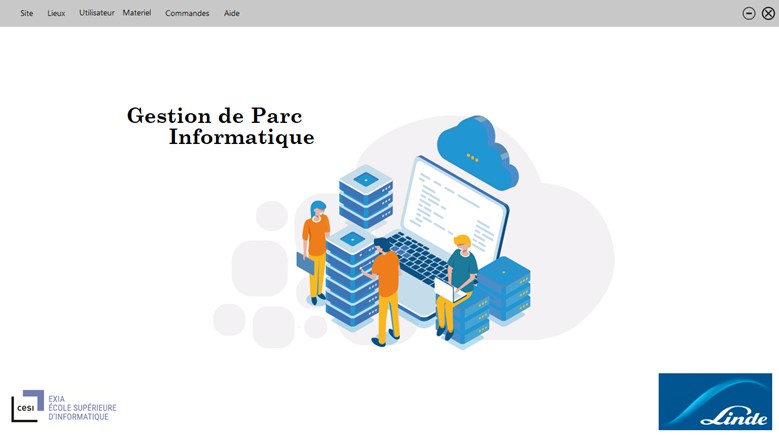 Site Lieux Utilisateur Materiel Commandes Aide
Gestion de Parc
Informatique
cesi
EXIA
ÉCOLE SUPÉRIEURE
D'INFORMATIQUE
Linde